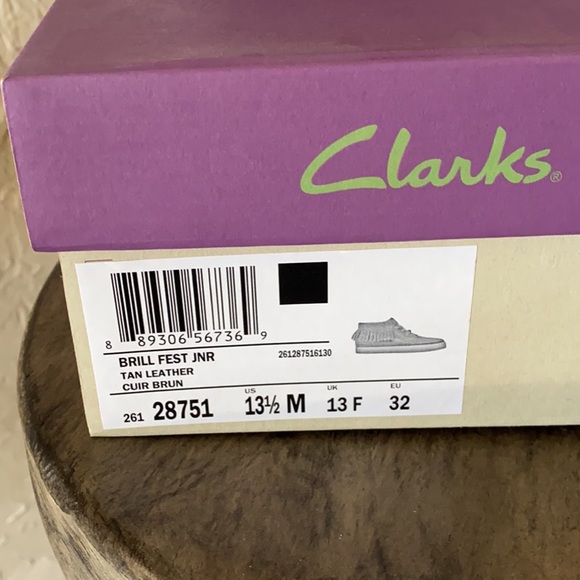 Clarks®
8 89306 56736 9
BRILL FEST JNR
261287516130
TAN LEATHER
CUIR BRUN
US UK EU
261 28751 13½ M 13 F 32